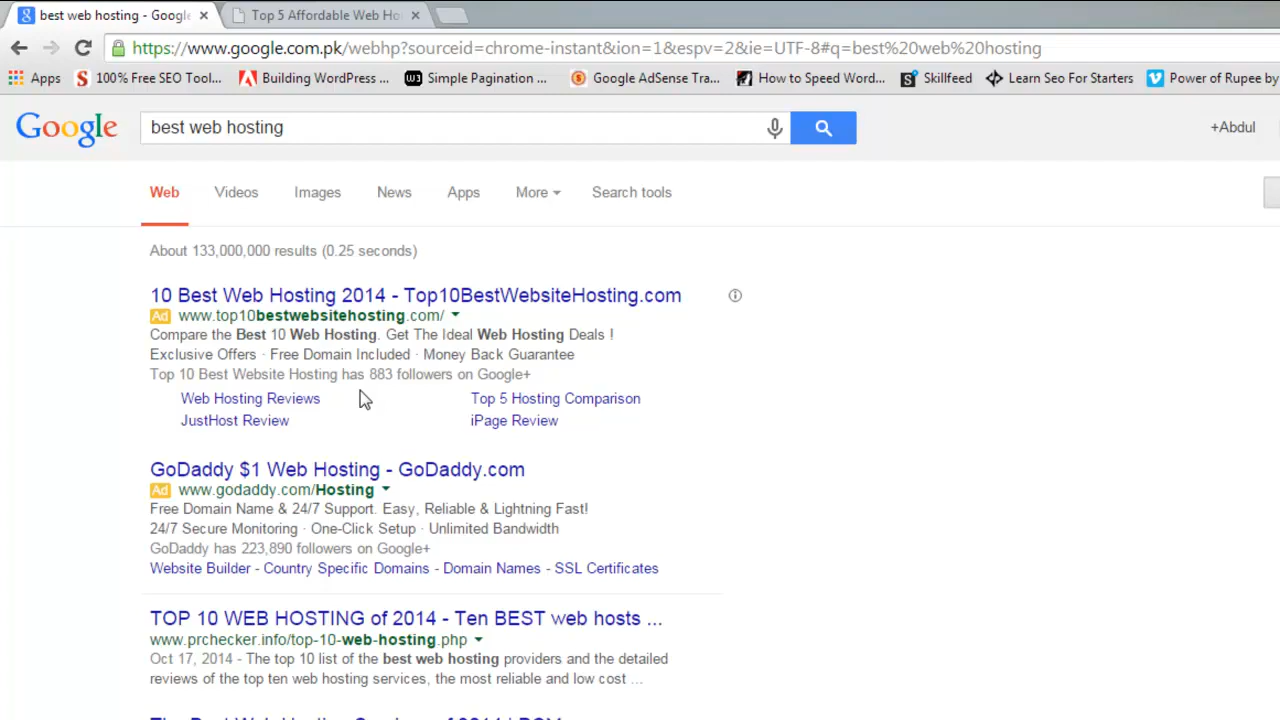 best web hosting - Google
Top 5 Affordable Web Ho
https://www.google.com.pk/webhp?sourceid=chrome-instant&ion=1&espv=2&ie=UTF-8#q=best%20web%20hosting
Apps 100% Free SEO Tool... Building WordPress ... Simple Pagination ... Google AdSense Tra... How to Speed Word... Skillfeed Learn Seo For Starters Power of Rupee by
Google best web hosting +Abdul
Web Videos Images News Apps More Search tools
About 133,000,000 results (0.25 seconds)
10 Best Web Hosting 2014 - Top10BestWebsiteHosting.com
Ad www.top10bestwebsitehosting.com/
Compare the Best 10 Web Hosting. Get The Ideal Web Hosting Deals !
Exclusive Offers · Free Domain Included · Money Back Guarantee
Top 10 Best Website Hosting has 883 followers on Google+
Web Hosting Reviews Top 5 Hosting Comparison
JustHost Review iPage Review
GoDaddy $1 Web Hosting - GoDaddy.com
Ad www.godaddy.com/Hosting
Free Domain Name & 24/7 Support. Easy, Reliable & Lightning Fast!
24/7 Secure Monitoring · One-Click Setup · Unlimited Bandwidth
GoDaddy has 223,890 followers on Google+
Website Builder - Country Specific Domains - Domain Names - SSL Certificates
TOP 10 WEB HOSTING of 2014 - Ten BEST web hosts ...
www.prchecker.info/top-10-web-hosting.php
Oct 17, 2014 - The top 10 list of the best web hosting providers and the detailed
reviews of the top ten web hosting services, the most reliable and low cost ...